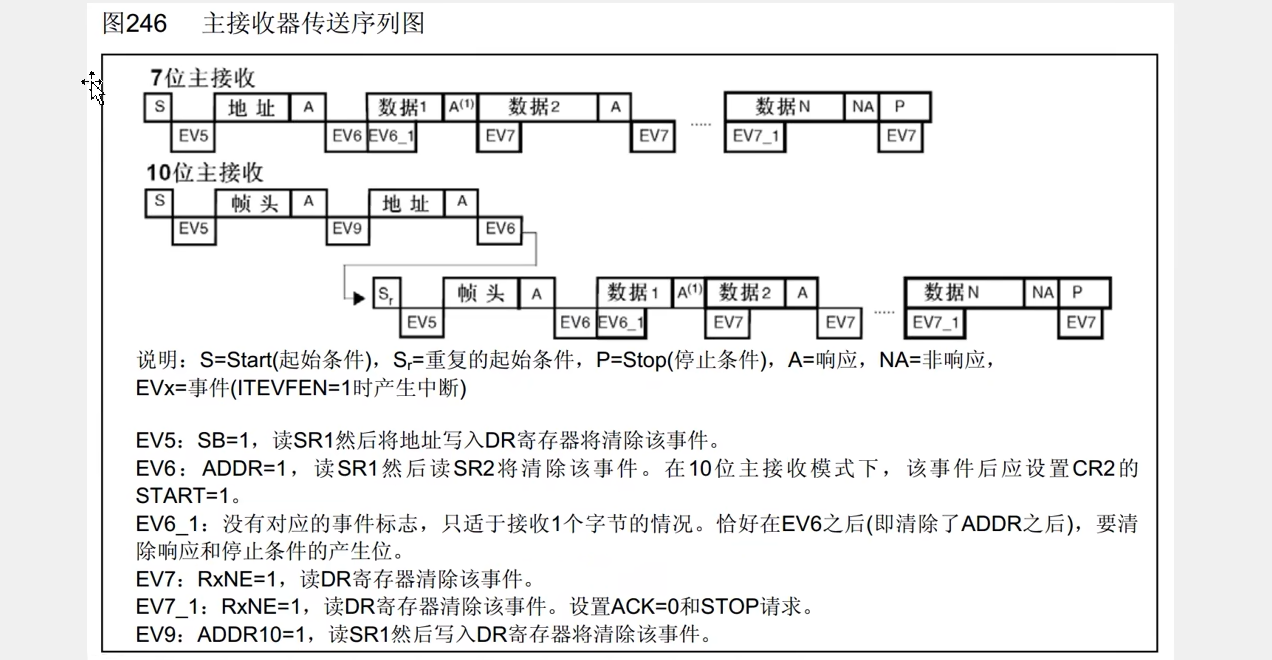 图246 主接收器传送序列图
7位主接收
S 地址 A 数据1 A(1) 数据2 A ..... 数据N NA P
EV5 EV6 EV6_1 EV7 EV7 EV7_1 EV7
10位主接收
S 帧头 A 地址 A
EV5 EV9 EV6
Sr 帧头 A 数据1 A(1) 数据2 A ..... 数据N NA P
EV5 EV6 EV6_1 EV7 EV7 EV7_1 EV7
说明：S=Start(起始条件)，Sr=重复的起始条件，P=Stop(停止条件)，A=响应，NA=非响应，
EVx=事件(ITEVFEN=1时产生中断)
EV5：SB=1，读SR1然后将地址写入DR寄存器将清除该事件。
EV6：ADDR=1，读SR1然后读SR2将清除该事件。在10位主接收模式下，该事件后应设置CR2的
START=1。
EV6_1：没有对应的事件标志，只适于接收1个字节的情况。恰好在EV6之后(即清除了ADDR之后)，要清
除响应和停止条件的产生位。
EV7：RxNE=1，读DR寄存器清除该事件。
EV7_1：RxNE=1，读DR寄存器清除该事件。设置ACK=0和STOP请求。
EV9：ADDR10=1，读SR1然后写入DR寄存器将清除该事件。